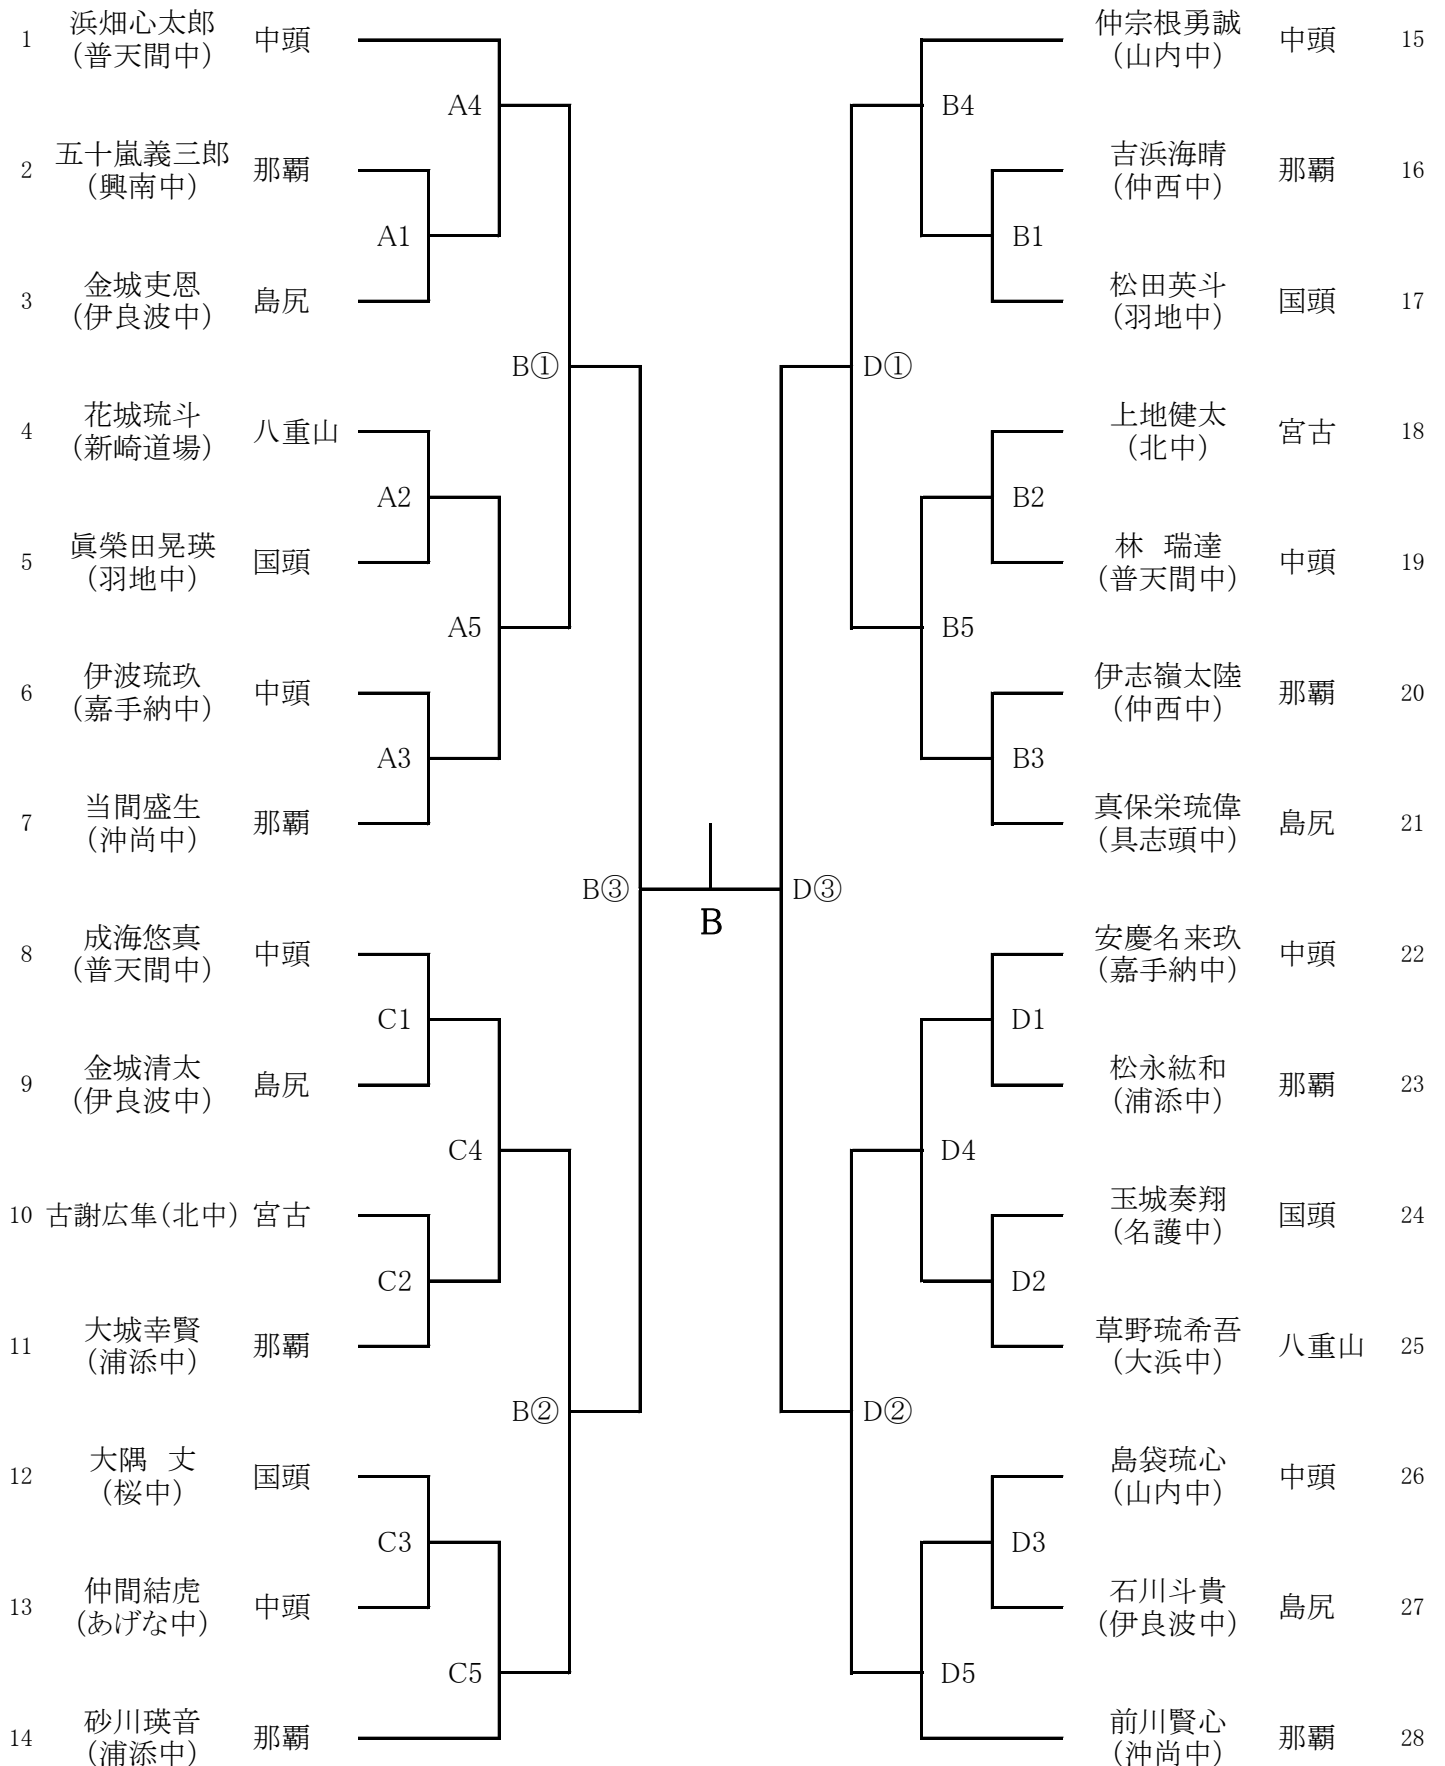 1 浜畑心太郎 (普天間中) 中頭
A4
2 五十嵐義三郎 (興南中) 那覇
A1
3 金城吏恩 (伊良波中) 島尻
B①
4 花城琉斗 (新崎道場) 八重山
A2
5 眞榮田晃瑛 (羽地中) 国頭
A5
6 伊波琉玖 (嘉手納中) 中頭
A3
7 当間盛生 (沖尚中) 那覇
B③
8 成海悠真 (普天間中) 中頭
C1
9 金城清太 (伊良波中) 島尻
C4
10 古謝広隼(北中) 宮古
C2
11 大城幸賢 (浦添中) 那覇
B②
12 大隅 丈 (桜中) 国頭
C3
13 仲間結虎 (あげな中) 中頭
C5
14 砂川瑛音 (浦添中) 那覇
B
仲宗根勇誠 (山内中) 中頭 15
B4
吉浜海晴 (仲西中) 那覇 16
B1
松田英斗 (羽地中) 国頭 17
D①
上地健太 (北中) 宮古 18
B2
林 瑞達 (普天間中) 中頭 19
B5
伊志嶺太陸 (仲西中) 那覇 20
B3
真保栄琉偉 (具志頭中) 島尻 21
D③
安慶名来玖 (嘉手納中) 中頭 22
D1
松永紘和 (浦添中) 那覇 23
D4
玉城奏翔 (名護中) 国頭 24
D2
草野琉希吾 (大浜中) 八重山 25
D②
島袋琉心 (山内中) 中頭 26
D3
石川斗貴 (伊良波中) 島尻 27
D5
前川賢心 (沖尚中) 那覇 28